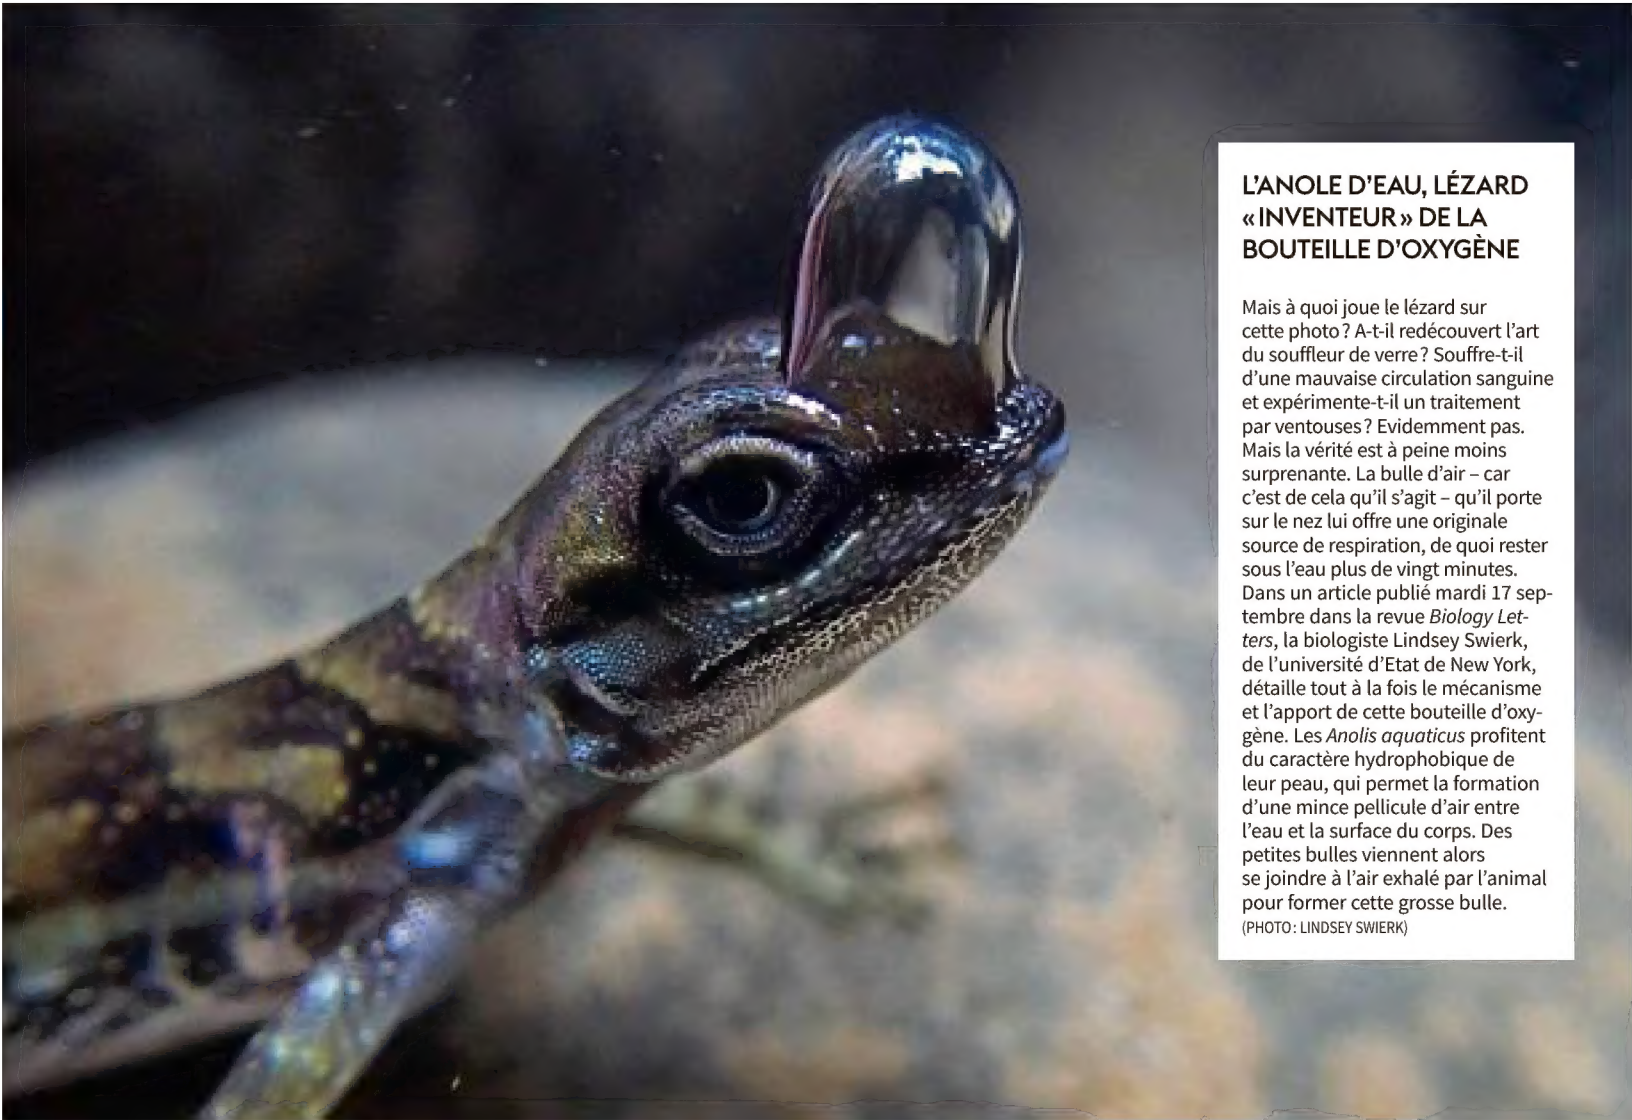 L'ANOLE D'EAU, LÉZARD
« INVENTEUR » DE LA
BOUTEILLE D'OXYGÈNE
Mais à quoi joue le lézard sur
cette photo ? A-t-il redécouvert l'art
du souffleur de verre ? Souffre-t-il
d'une mauvaise circulation sanguine
et expérimente-t-il un traitement
par ventouses ? Evidemment pas.
Mais la vérité est à peine moins
surprenante. La bulle d'air – car
c'est de cela qu'il s'agit – qu'il porte
sur le nez lui offre une originale
source de respiration, de quoi rester
sous l'eau plus de vingt minutes.
Dans un article publié mardi 17 sep-
tembre dans la revue Biology Let-
ters, la biologiste Lindsey Swierk,
de l'université d'Etat de New York,
détaille tout à la fois le mécanisme
et l'apport de cette bouteille d'oxy-
gène. Les Anolis aquaticus profitent
du caractère hydrophobique de
leur peau, qui permet la formation
d'une mince pellicule d'air entre
l'eau et la surface du corps. Des
petites bulles viennent alors
se joindre à l'air exhalé par l'animal
pour former cette grosse bulle.
(PHOTO : LINDSEY SWIERK)